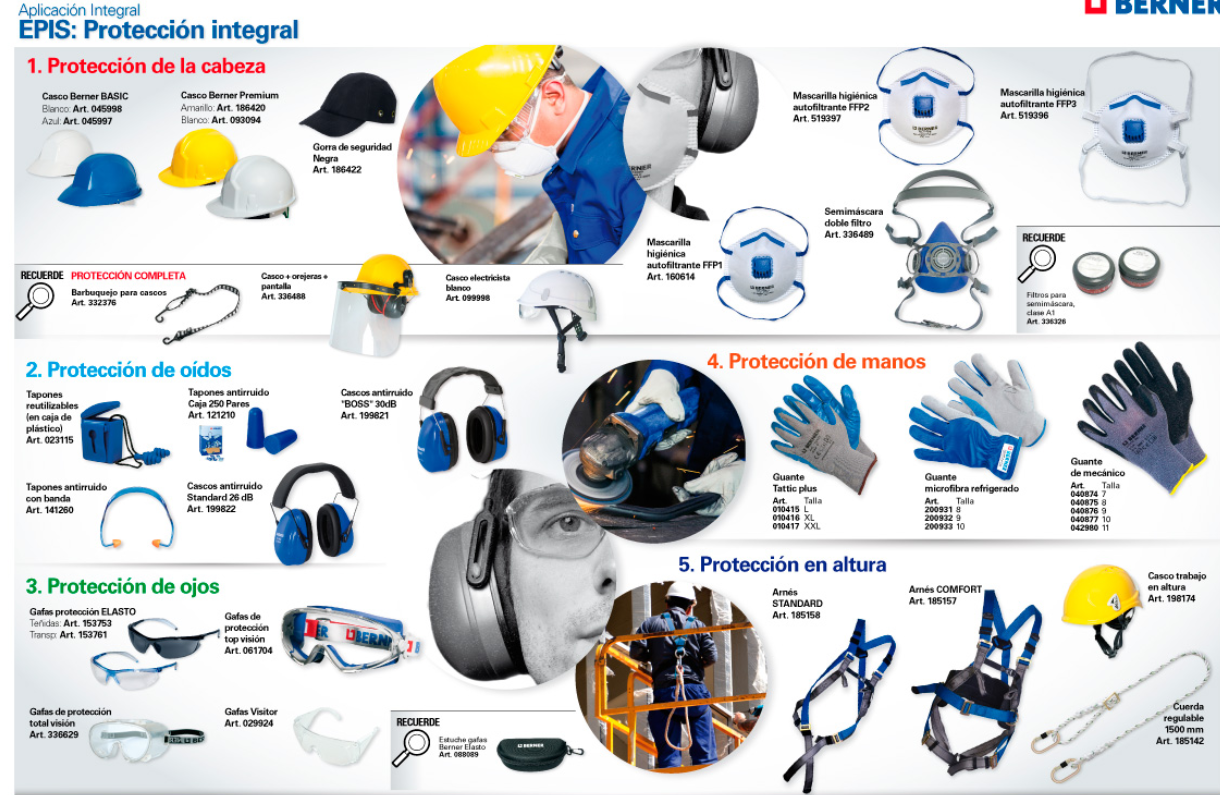 Aplicación Integral
BERNER
EPIS: Protección integral
1. Protección de la cabeza
Casco Berner BASIC
Blanco: Art. 045998
Azul: Art. 045997
Casco Berner Premium
Amarillo: Art. 186420
Blanco: Art. 093094
Gorra de seguridad
Negra
Art. 186422
Mascarilla higiénica
autofiltrante FFP2
Art. 519397
Mascarilla higiénica
autofiltrante FFP3
Art. 519396
Mascarilla
higiénica
autofiltrante FFP1
Art. 160614
Semimáscara
doble filtro
Art. 336489
RECUERDE
Filtros para
semimáscara,
clase A1
Art. 336326
RECUERDE PROTECCIÓN COMPLETA
Barbuquejo para cascos
Art. 332376
Casco + orejeras +
pantalla
Art. 336488
Casco electricista
blanco
Art. 099998
2. Protección de oídos
Tapones
reutilizables
(en caja de
plástico)
Art. 023115
Tapones antirruido
Caja 250 Pares
Art. 121210
Cascos antirruido
"BOSS" 30dB
Art. 199821
Tapones antirruido
con banda
Art. 141260
Cascos antirruido
Standard 26 dB
Art. 199822
4. Protección de manos
Guante
Tattic plus
Art. Talla
010415 L
010416 XL
010417 XXL
Guante
microfibra refrigerado
Art. Talla
200931 8
200932 9
200933 10
Guante
de mecánico
Art. Talla
040874 7
040875 8
040876 9
040877 10
042980 11
3. Protección de ojos
Gafas protección ELASTO
Teñidas: Art. 153753
Transp: Art. 153761
Gafas de
protección
top visión
Art. 061704
BERNER
Gafas de protección
total visión
Art. 336629
Gafas Visitor
Art. 029924
RECUERDE
Estuche gafas
Berner Elasto
Art. 088089
BERNER
5. Protección en altura
Arnés
STANDARD
Art. 185158
Arnés COMFORT
Art. 185157
Casco trabajo
en altura
Art. 198174
Cuerda
regulable
1500 mm
Art. 185142